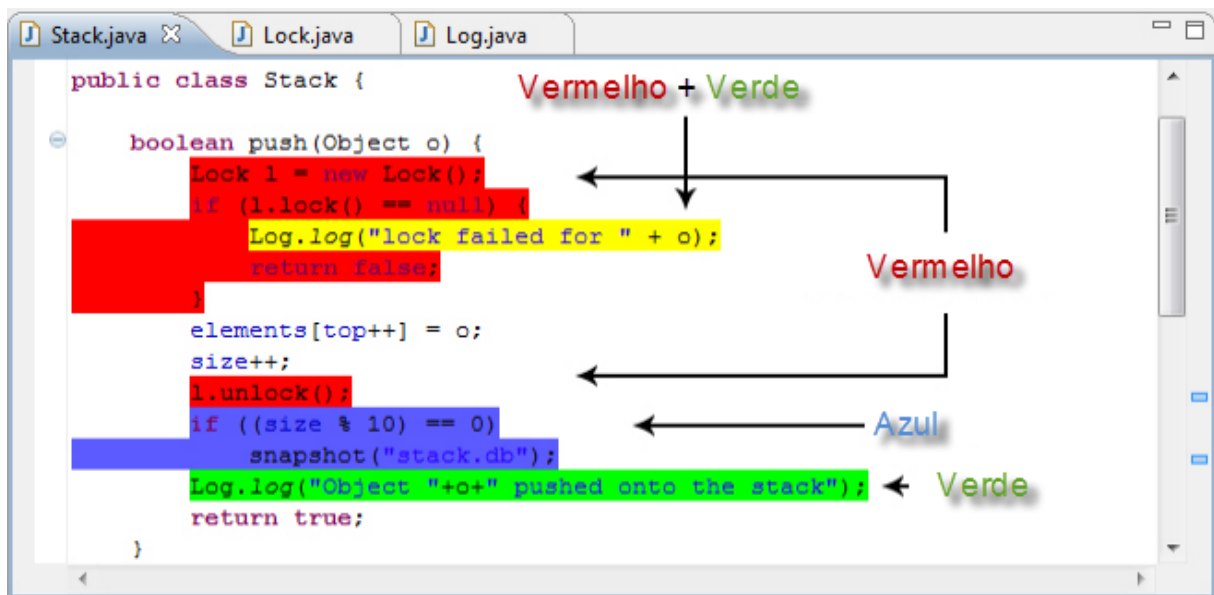 Stack.java Lock.java Log.java
public class Stack {
Vermelho + Verde
boolean push(Object o) {
Lock l = new Lock();
if (l.lock() == null) {
Log.log("lock failed for " + o);
return false;
}
Vermelho
elements[top++] = o;
size++;
l.unlock();
if ((size % 10) == 0)
Azul
snapshot("stack.db");
Log.log("Object "+o+" pushed onto the stack");
Verde
return true;
}